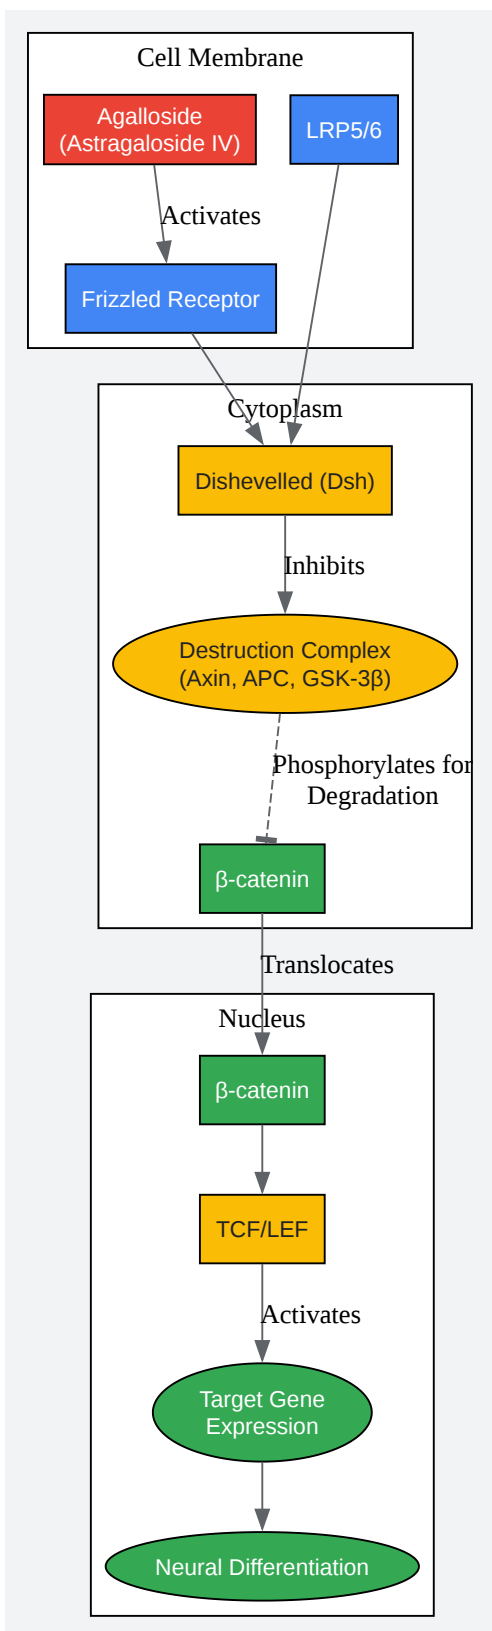 Cell Membrane
Agalloside
(Astragaloside IV)
LRP5/6
Activates
Frizzled Receptor
Cytoplasm
Dishevelled (Dsh)
Inhibits
Destruction Complex
(Axin, APC, GSK-3β)
Phosphorylates for
Degradation
β-catenin
Translocates
Nucleus
β-catenin
TCF/LEF
Activates
Target Gene
Expression
Neural Differentiation